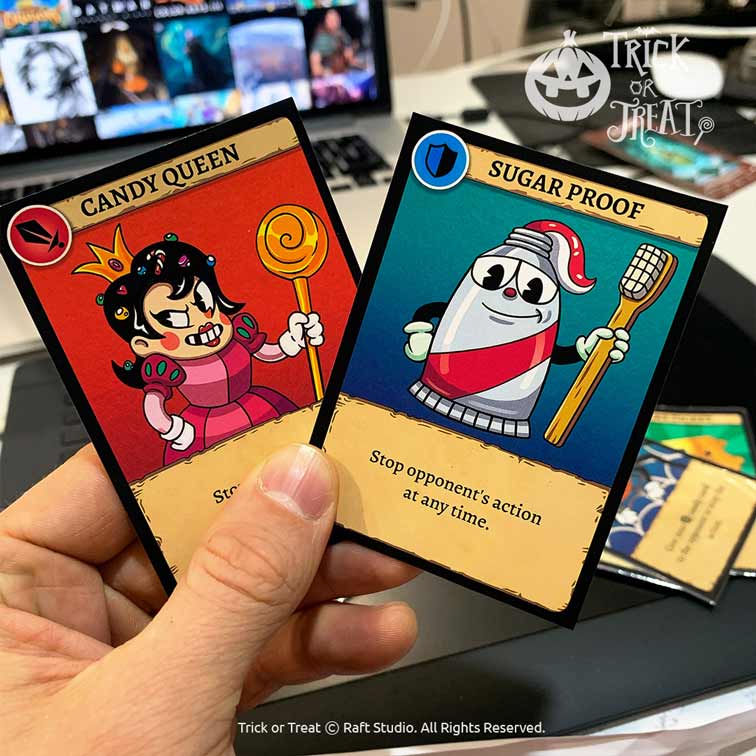 TRICK
OR
TREAT
CANDY QUEEN
SUGAR PROOF
Stop opponent's action
at any time.
Trick or Treat © Raft Studio. All Rights Reserved.